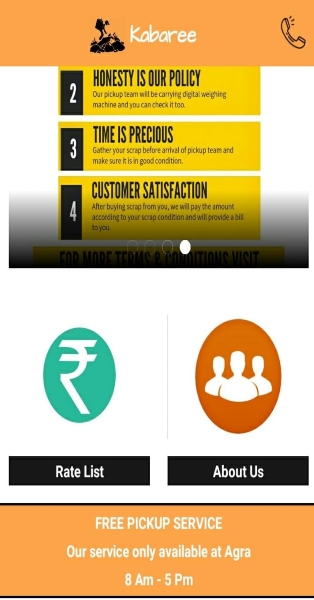 Kabaree
2 HONESTY IS OUR POLICY
Our pickup team will be carrying digital weighing
machine and you can check it too.
3 TIME IS PRECIOUS
Gather your scrap before arrival of pickup team and
make sure it is in good condition.
4 CUSTOMER SATISFACTION
After buying scrap from you, we will pay the amount
according to your scrap condition and will provide a bill
to you.
FOR MORE TERMS & CONDITIONS VISIT
₹
Rate List
About Us
FREE PICKUP SERVICE
Our service only available at Agra
8 Am - 5 Pm